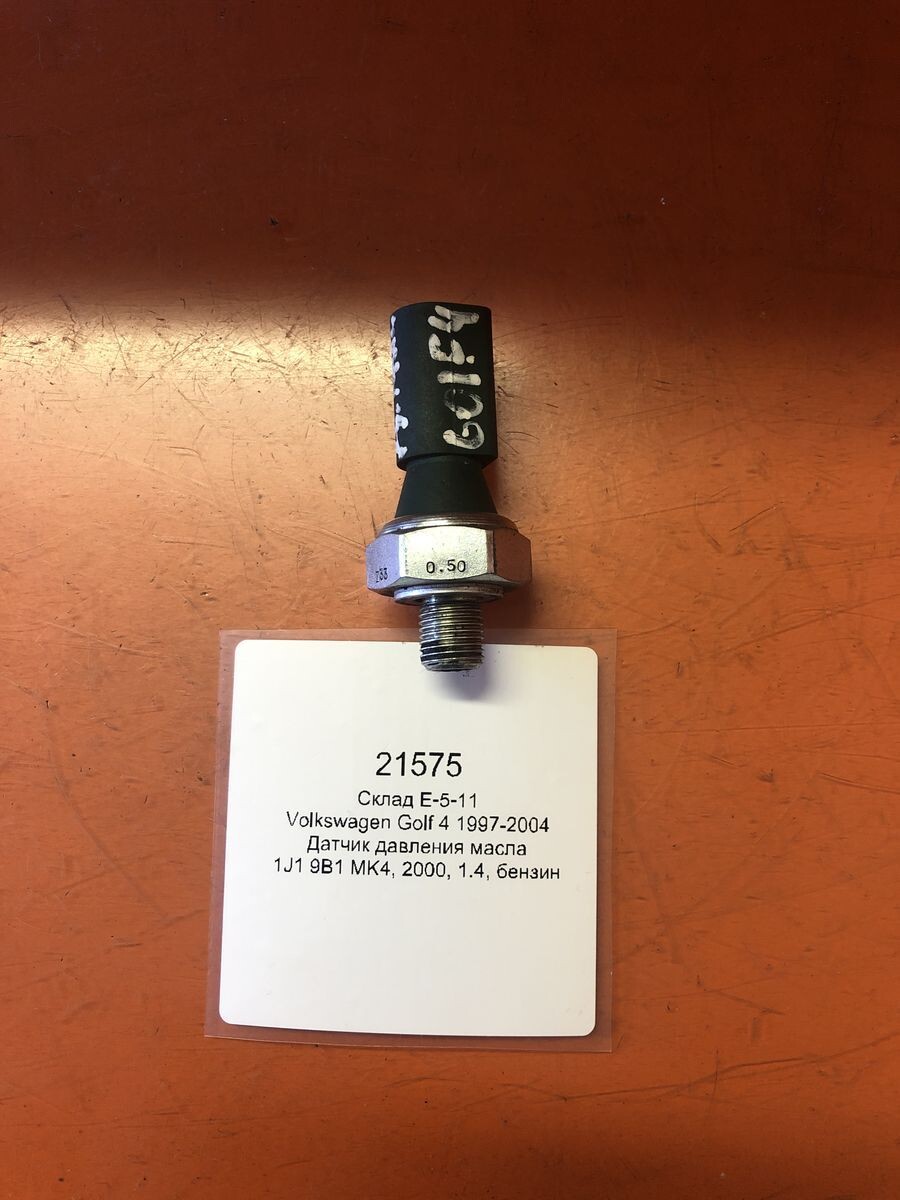 GOlF4
T33
0.50
21575
Склад E-5-11
Volkswagen Golf 4 1997-2004
Датчик давления масла
1J1 9B1 MK4, 2000, 1.4, бензин